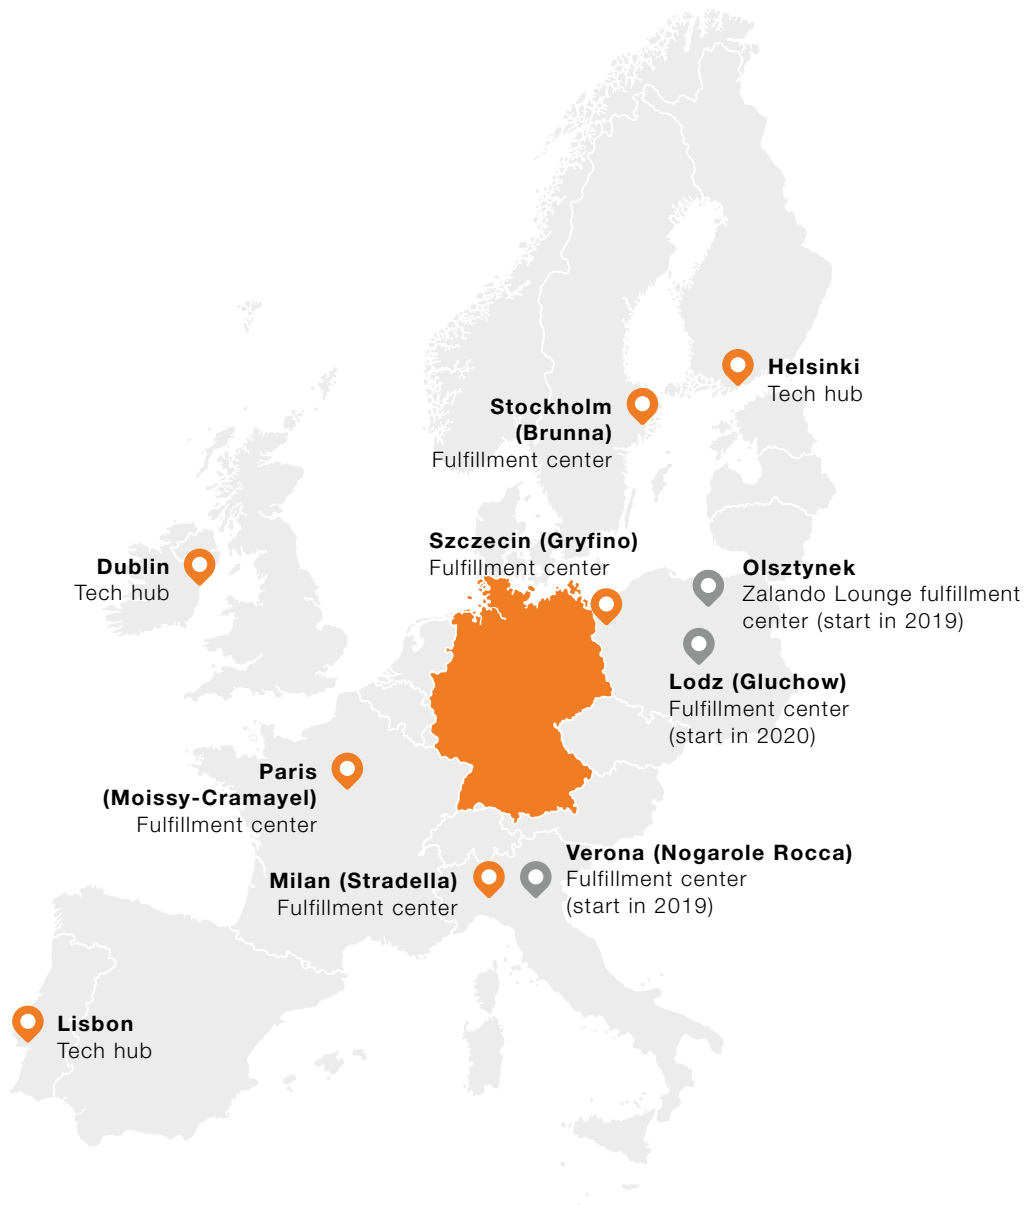 Helsinki
Tech hub
Stockholm
(Brunna)
Fulfillment center
Szczecin (Gryfino)
Fulfillment center
Dublin
Tech hub
Olsztynek
Zalando Lounge fulfillment
center (start in 2019)
Lodz (Gluchow)
Fulfillment center
(start in 2020)
Paris
(Moissy-Cramayel)
Fulfillment center
Verona (Nogarole Rocca)
Fulfillment center
(start in 2019)
Milan (Stradella)
Fulfillment center
Lisbon
Tech hub